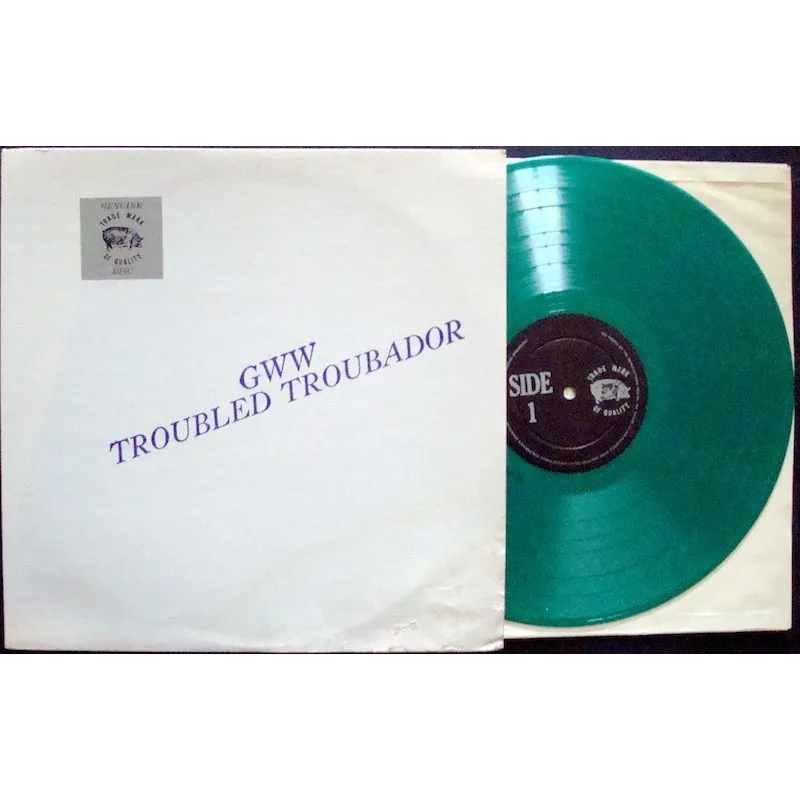 GENUINE
TRADE MARK
OF QUALITY
DISC
GWW
TROUBLED TROUBADOR
SIDE
1
TRADE MARK
OF QUALITY